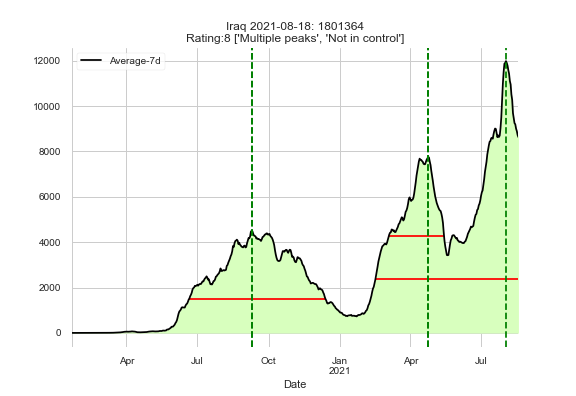 Iraq 2021-08-18: 1801364
Rating:8 ['Multiple peaks', 'Not in control']
Average-7d
12000
10000
8000
6000
4000
2000
0
Apr Jul Oct Jan Apr Jul
2021
Date